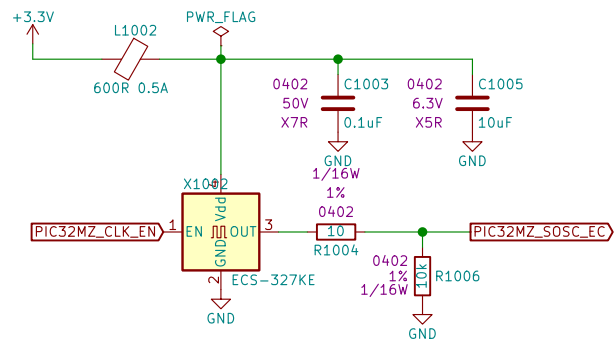 +3.3V
PWR_FLAG
L1002
600R 0.5A
0402
50V
X7R
C1003
0.1uF
GND
0402
6.3V
X5R
C1005
10uF
GND
X1002
4
Vdd
PIC32MZ_CLK_EN
1
EN
GND
OUT
3
2
ECS-327KE
GND
1/16W
1%
0402
10
R1004
PIC32MZ_SOSC_EC
0402
1%
1/16W
10k
R1006
GND